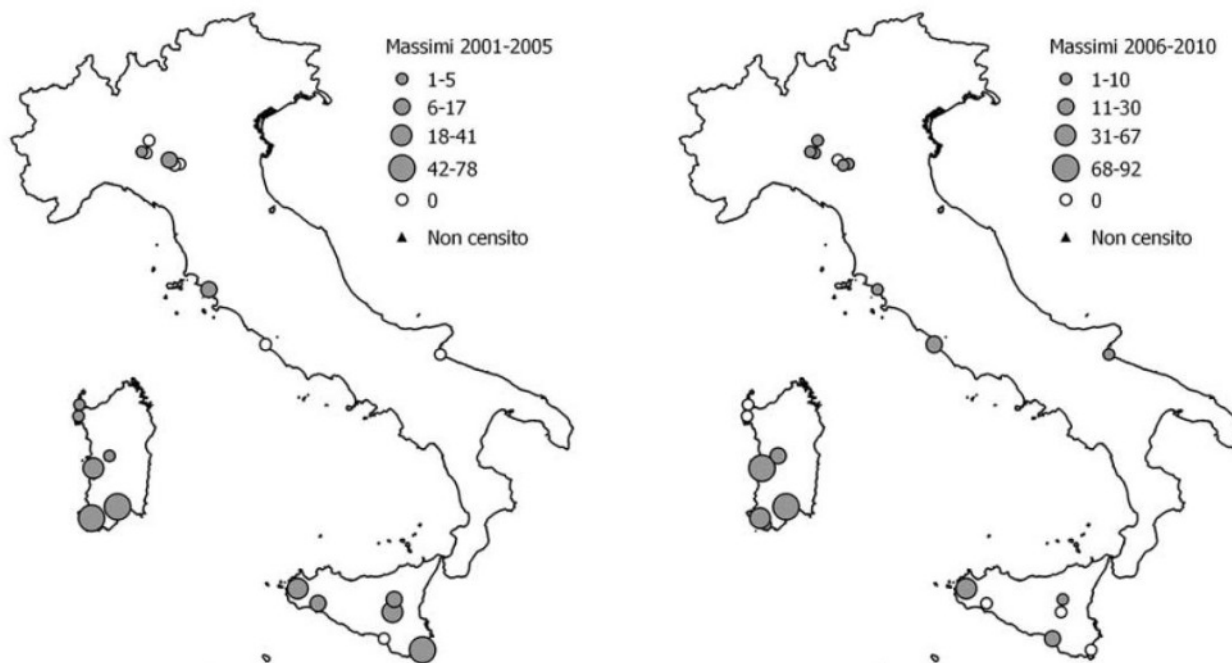 Massimi 2001-2005
1-5
6-17
18-41
42-78
0
Non censito
Massimi 2006-2010
1-10
11-30
31-67
68-92
0
Non censito